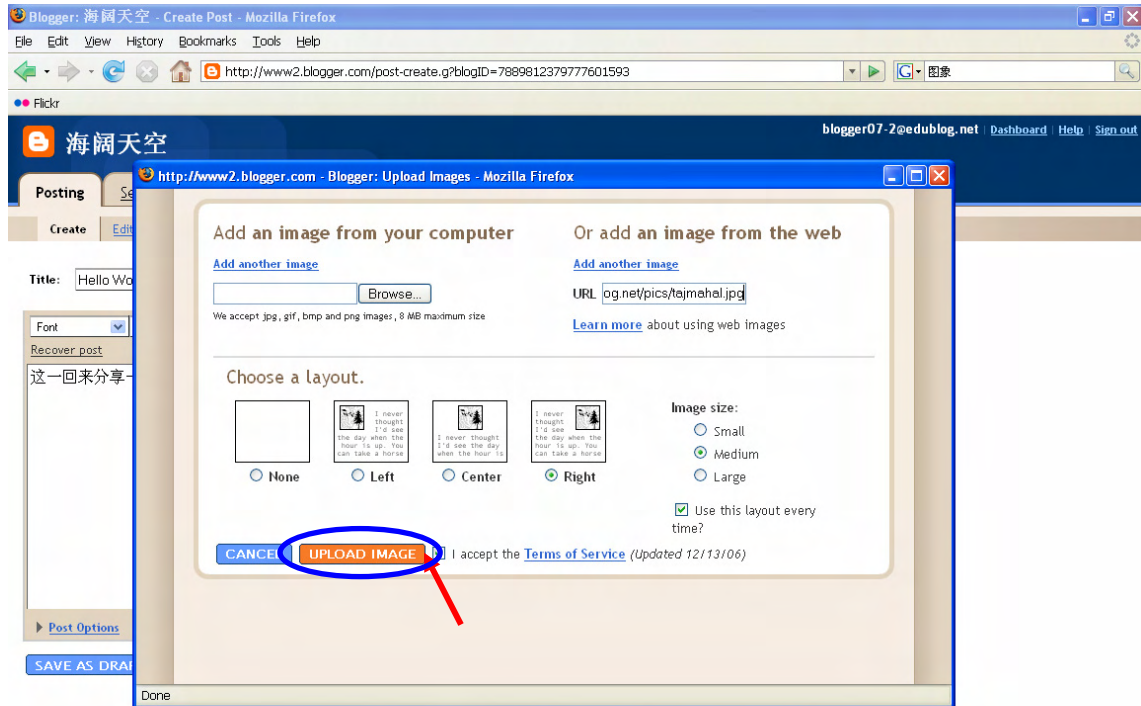 Blogger: 海阔天空 - Create Post - Mozilla Firefox
File Edit View History Bookmarks Tools Help
http://www2.blogger.com/post-create.g?blogID=7889812379777601593
G 图象
Flickr
海阔天空
blogger07-2@edublog.net | Dashboard | Help | Sign out
http://www2.blogger.com - Blogger: Upload Images - Mozilla Firefox
Posting Se
Create Edit
Title: Hello Wo
Font
Recover post
这一回来分享一
Post Options
SAVE AS DRAF
Add an image from your computer
Add another image
Browse...
We accept jpg, gif, bmp and png images, 8 MB maximum size
Or add an image from the web
Add another image
URL og.net/pics/tajmahal.jpg
Learn more about using web images
Choose a layout.
I never
thought
I'd see
the day when the
hour is up. You
can take a horse
I never thought
I'd see the day
when the hour is
I never
thought
I'd see
the day when the
hour is up. You
can take a horse
None Left Center Right
Image size:
Small
Medium
Large
Use this layout every
time?
CANCEL UPLOAD IMAGE I accept the Terms of Service (Updated 12/13/06)
Done